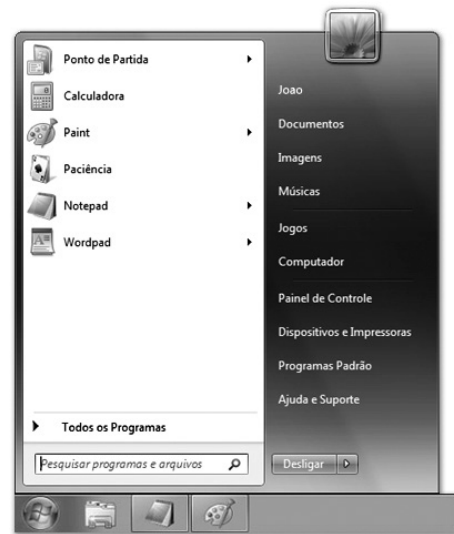 Ponto de Partida
Calculadora
Paint
Paciência
Notepad
Wordpad
Todos os Programas
Pesquisar programas e arquivos
Joao
Documentos
Imagens
Músicas
Jogos
Computador
Painel de Controle
Dispositivos e Impressoras
Programas Padrão
Ajuda e Suporte
Desligar